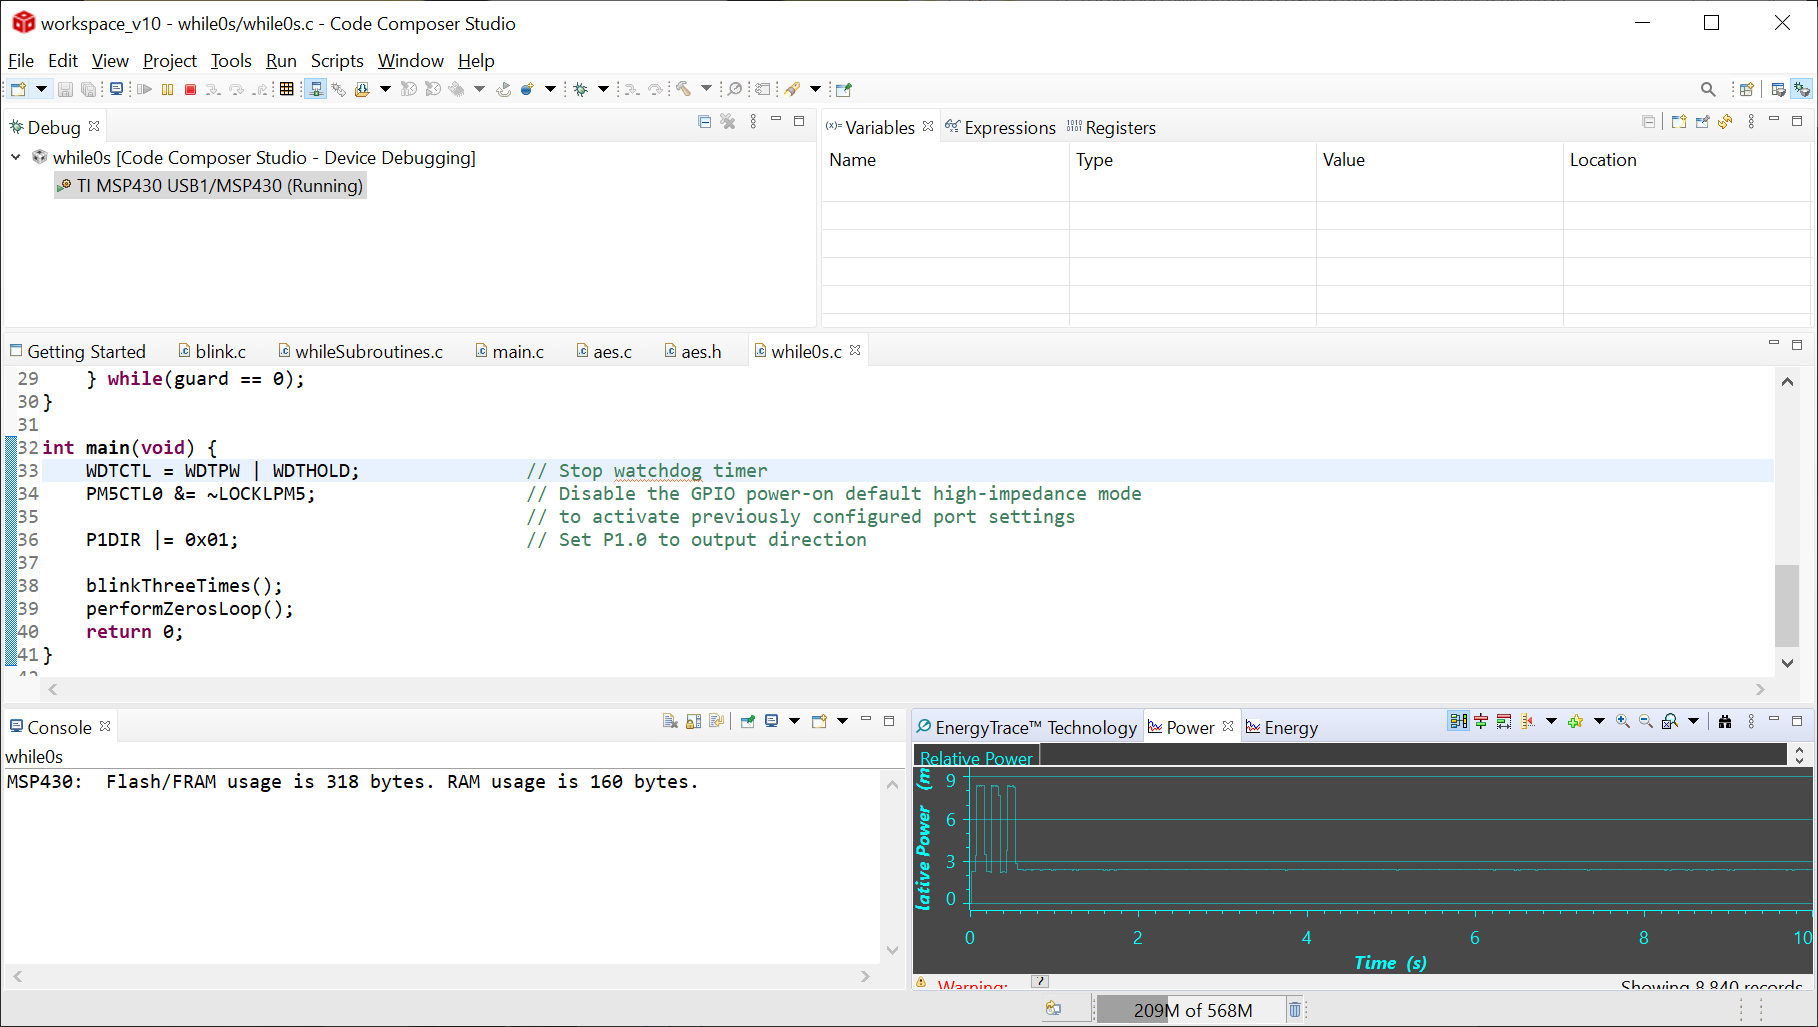 workspace_v10 - while0s/while0s.c - Code Composer Studio
File Edit View Project Tools Run Scripts Window Help
Debug
while0s [Code Composer Studio - Device Debugging]
TI MSP430 USB1/MSP430 (Running)
(x)= Variables Expressions 1010 0101 Registers
Name Type Value Location
Getting Started blink.c whileSubroutines.c main.c aes.c aes.h while0s.c
29 } while(guard == 0);
30 }
31
32 int main(void) {
33 WDTCTL = WDTPW | WDTHOLD; // Stop watchdog timer
34 PM5CTL0 &= ~LOCKLPM5; // Disable the GPIO power-on default high-impedance mode
35 // to activate previously configured port settings
36 P1DIR |= 0x01; // Set P1.0 to output direction
37
38 blinkThreeTimes();
39 performZerosLoop();
40 return 0;
41 }
42
Console
while0s
MSP430: Flash/FRAM usage is 318 bytes. RAM usage is 160 bytes.
EnergyTrace™ Technology Power Energy
Relative Power
lative Power (m
9
6
3
0
0 2 4 6 8 10
Time (s)
Warning: ?
Showing 8,840 records
209M of 568M